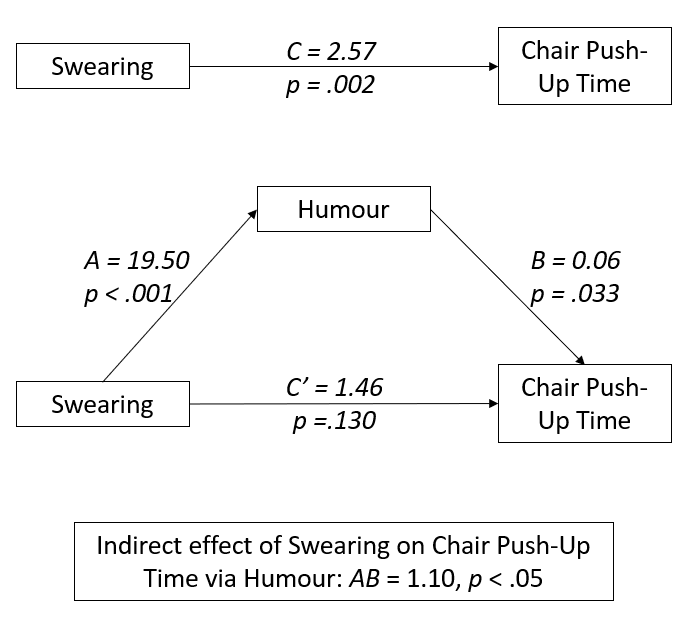 Swearing
C = 2.57
p = .002
Chair Push-
Up Time
Humour
A = 19.50
p < .001
B = 0.06
p = .033
Swearing
C’ = 1.46
p =.130
Chair Push-
Up Time
Indirect effect of Swearing on Chair Push-Up
Time via Humour: AB = 1.10, p < .05